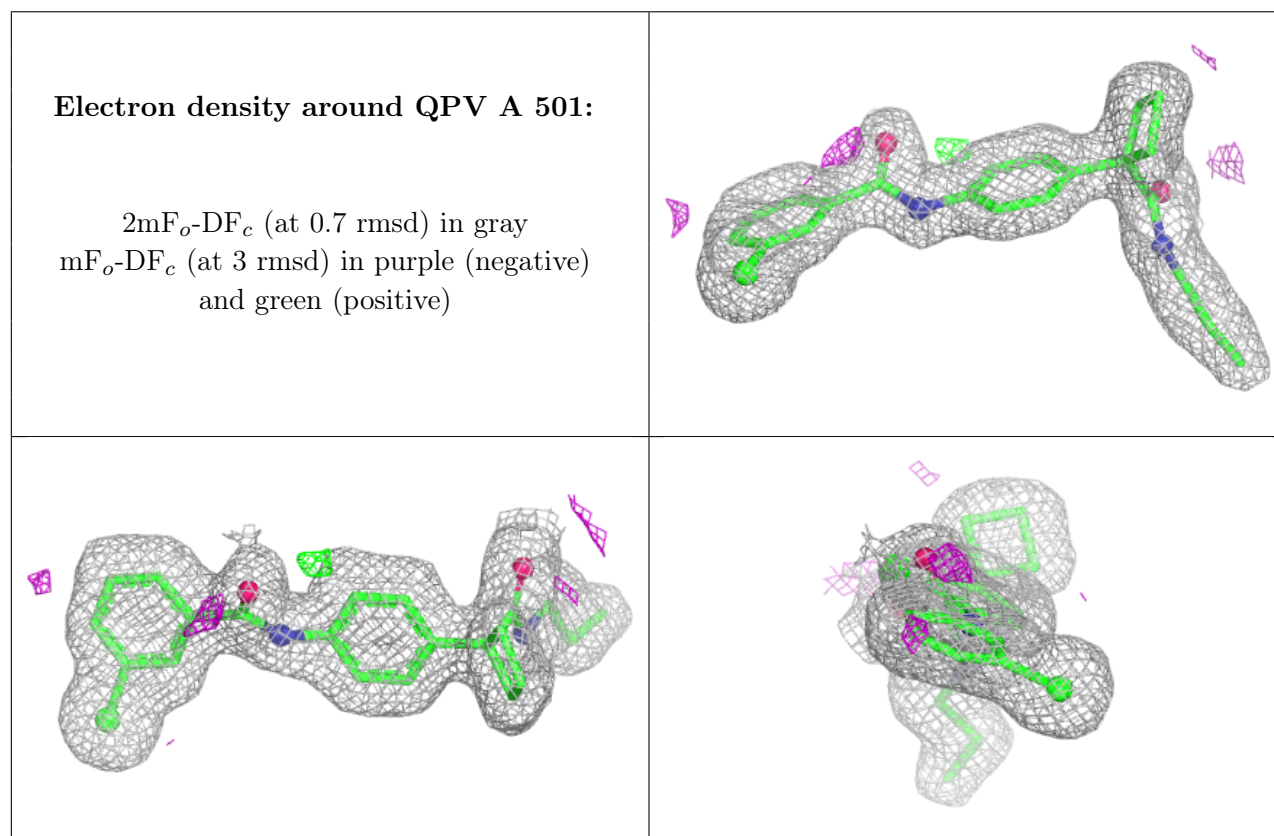 Electron density around QPV A 501:
2mFo-DFc (at 0.7 rmsd) in gray
mFo-DFc (at 3 rmsd) in purple (negative)
and green (positive)